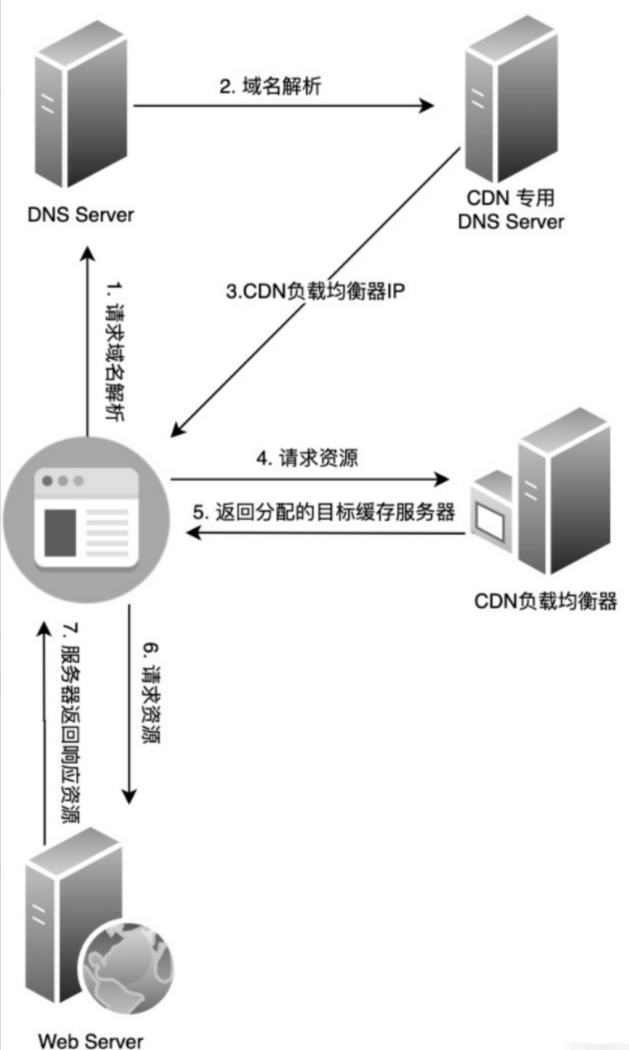 2. 域名解析
DNS Server
CDN 专用
DNS Server
1. 请求域名解析
3.CDN负载均衡器IP
4. 请求资源
5. 返回分配的目标缓存服务器
CDN负载均衡器
7. 服务器返回响应资源
6. 请求资源
Web Server